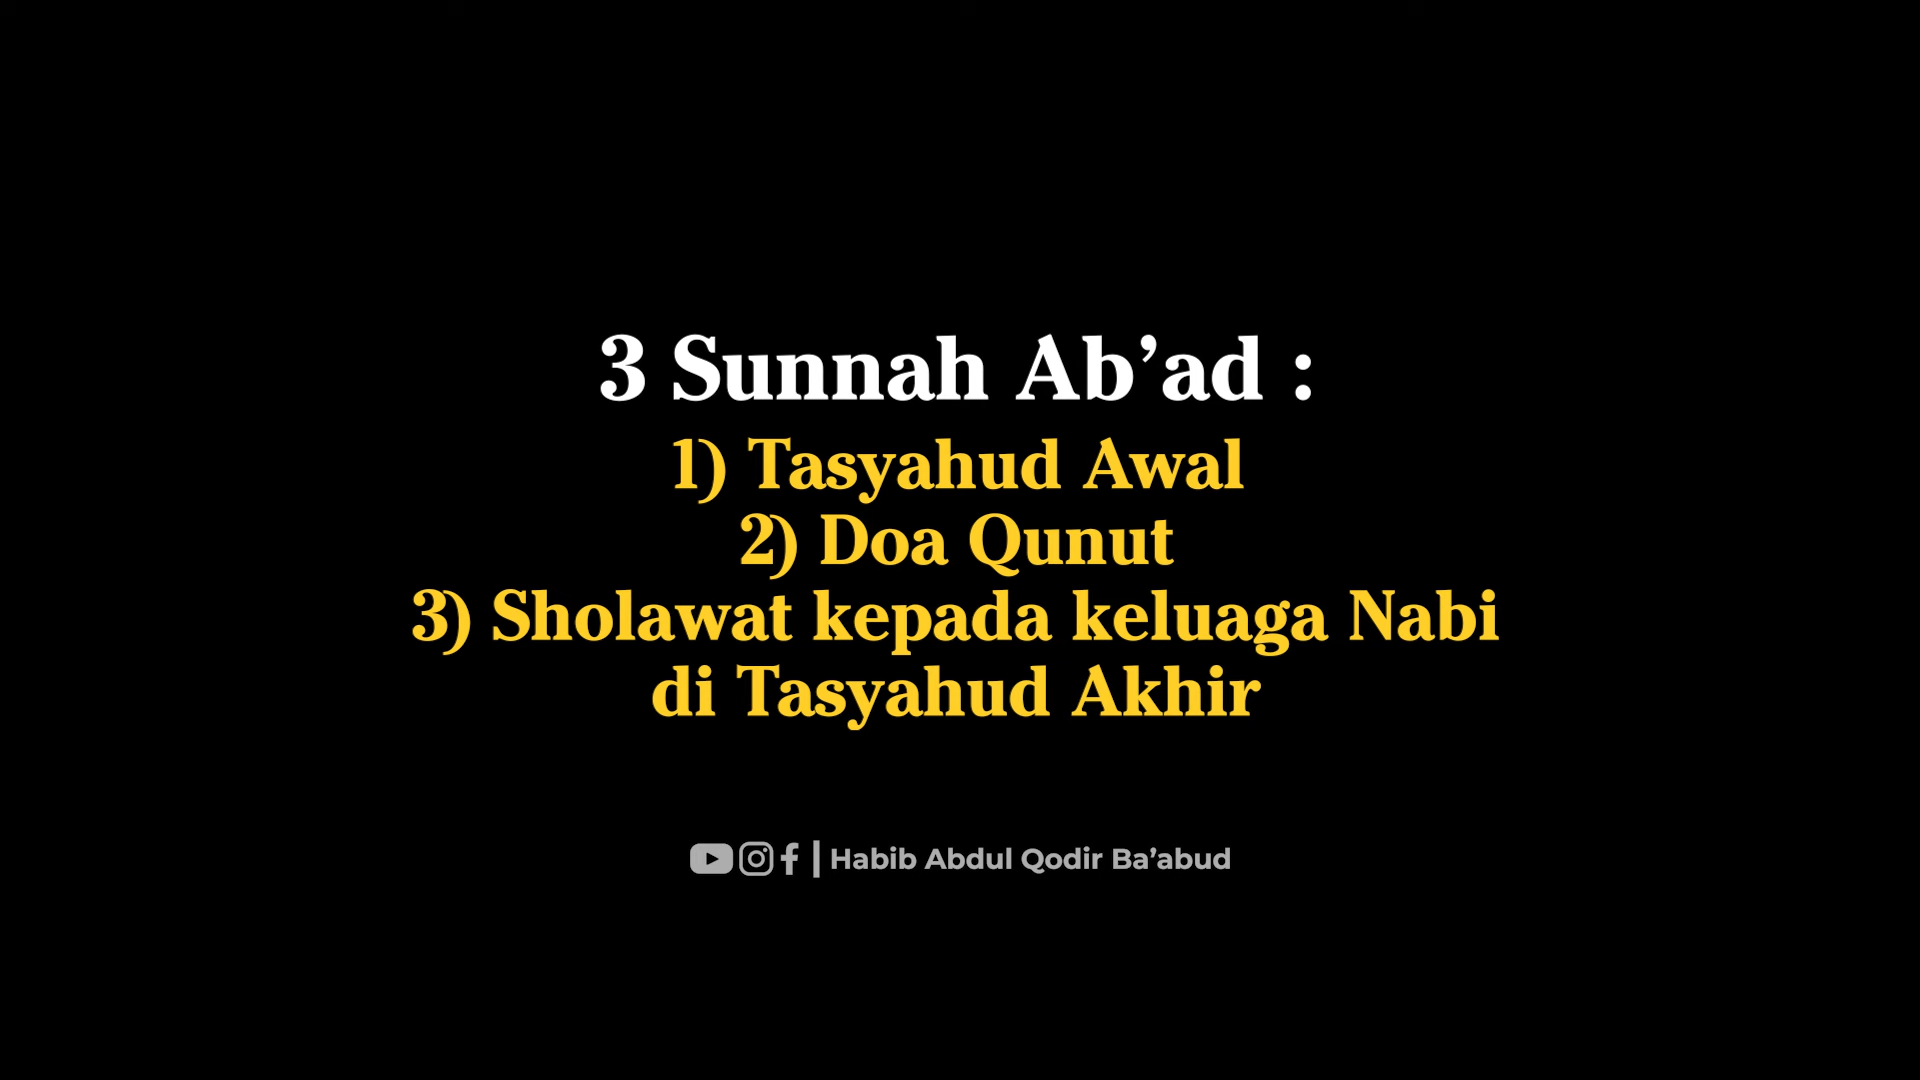 3 Sunnah Ab’ad :
1) Tasyahud Awal
2) Doa Qunut
3) Sholawat kepada keluaga Nabi
di Tasyahud Akhir
| Habib Abdul Qodir Ba’abud